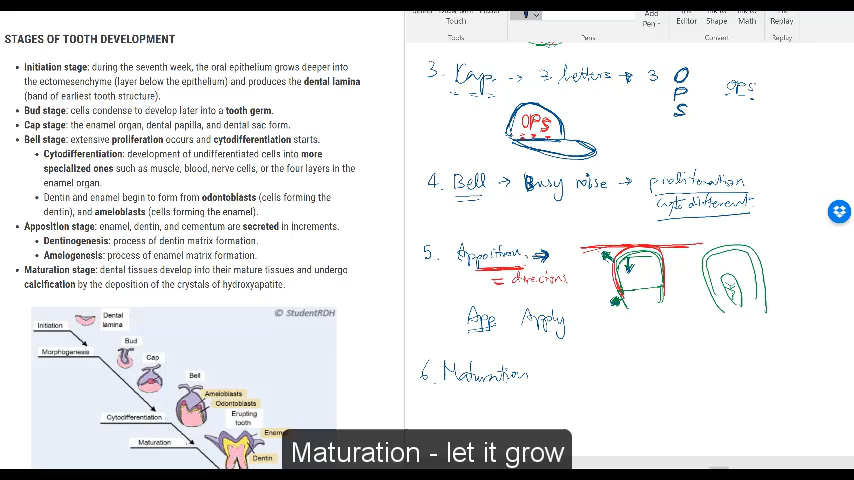 STAGES OF TOOTH DEVELOPMENT
Initiation stage: during the seventh week, the oral epithelium grows deeper into
the ectomesenchyme (layer below the epithelium) and produces the dental lamina
(band of earliest tooth structure).
Bud stage: cells condense to develop later into a tooth germ.
Cap stage: the enamel organ, dental papilla, and dental sac form.
Bell stage: extensive proliferation occurs and cytodifferentiation starts.
Cytodifferentiation: development of undifferentiated cells into more
specialized ones such as muscle, blood, nerve cells, or the four layers in the
enamel organ.
Dentin and enamel begin to form from odontoblasts (cells forming the
dentin), and ameloblasts (cells forming the enamel).
Apposition stage: enamel, dentin, and cementum are secreted in increments.
Dentinogenesis: process of dentin matrix formation.
Amelogenesis: process of enamel matrix formation.
Maturation stage: dental tissues develop into their mature tissues and undergo
calcification by the deposition of the crystals of hydroxyapatite.
© StudentRDH
Dental
lamina
Initiation
Bud
Morphogenesis
Cap
Bell
Ameloblasts
Odontoblasts
Cytodifferentiation
Erupting
tooth
Maturation
Dentin
Touch
Tools
Pens
Add
Pen
Editor
Shape
Math
Replay
Convert
Replay
3. Cap → 3 letters → 3 O
P
S
OPS
OPS
4. Bell → Busy noise → proliferation
cytodifferent
5. Apposition →
= directions
App Apply
6. Maturation
Maturation - let it grow